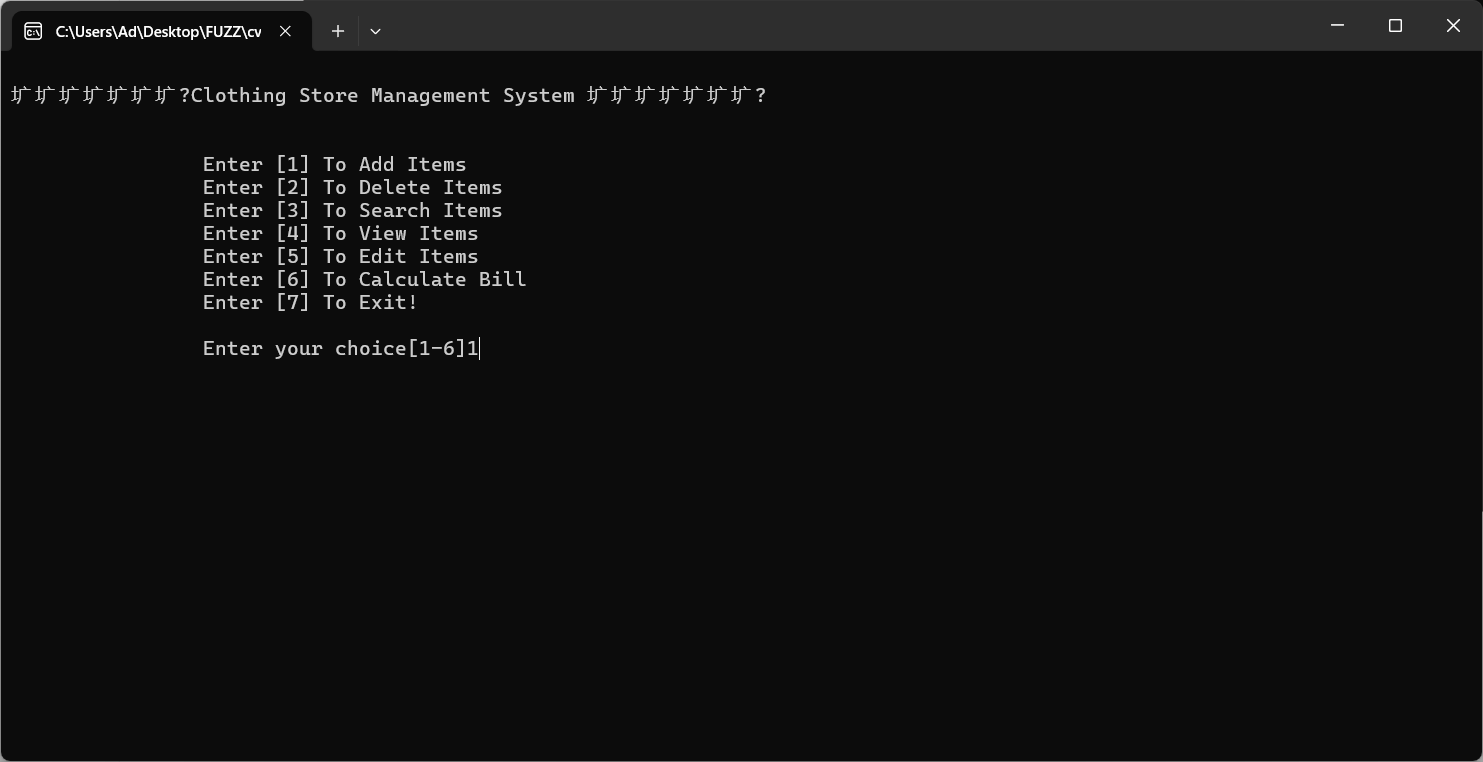 C:\Users\Ad\Desktop\FUZZ\cv
圹圹圹圹圹圹圹?Clothing Store Management System 圹圹圹圹圹圹圹?
Enter [1] To Add Items
Enter [2] To Delete Items
Enter [3] To Search Items
Enter [4] To View Items
Enter [5] To Edit Items
Enter [6] To Calculate Bill
Enter [7] To Exit!
Enter your choice[1-6]1